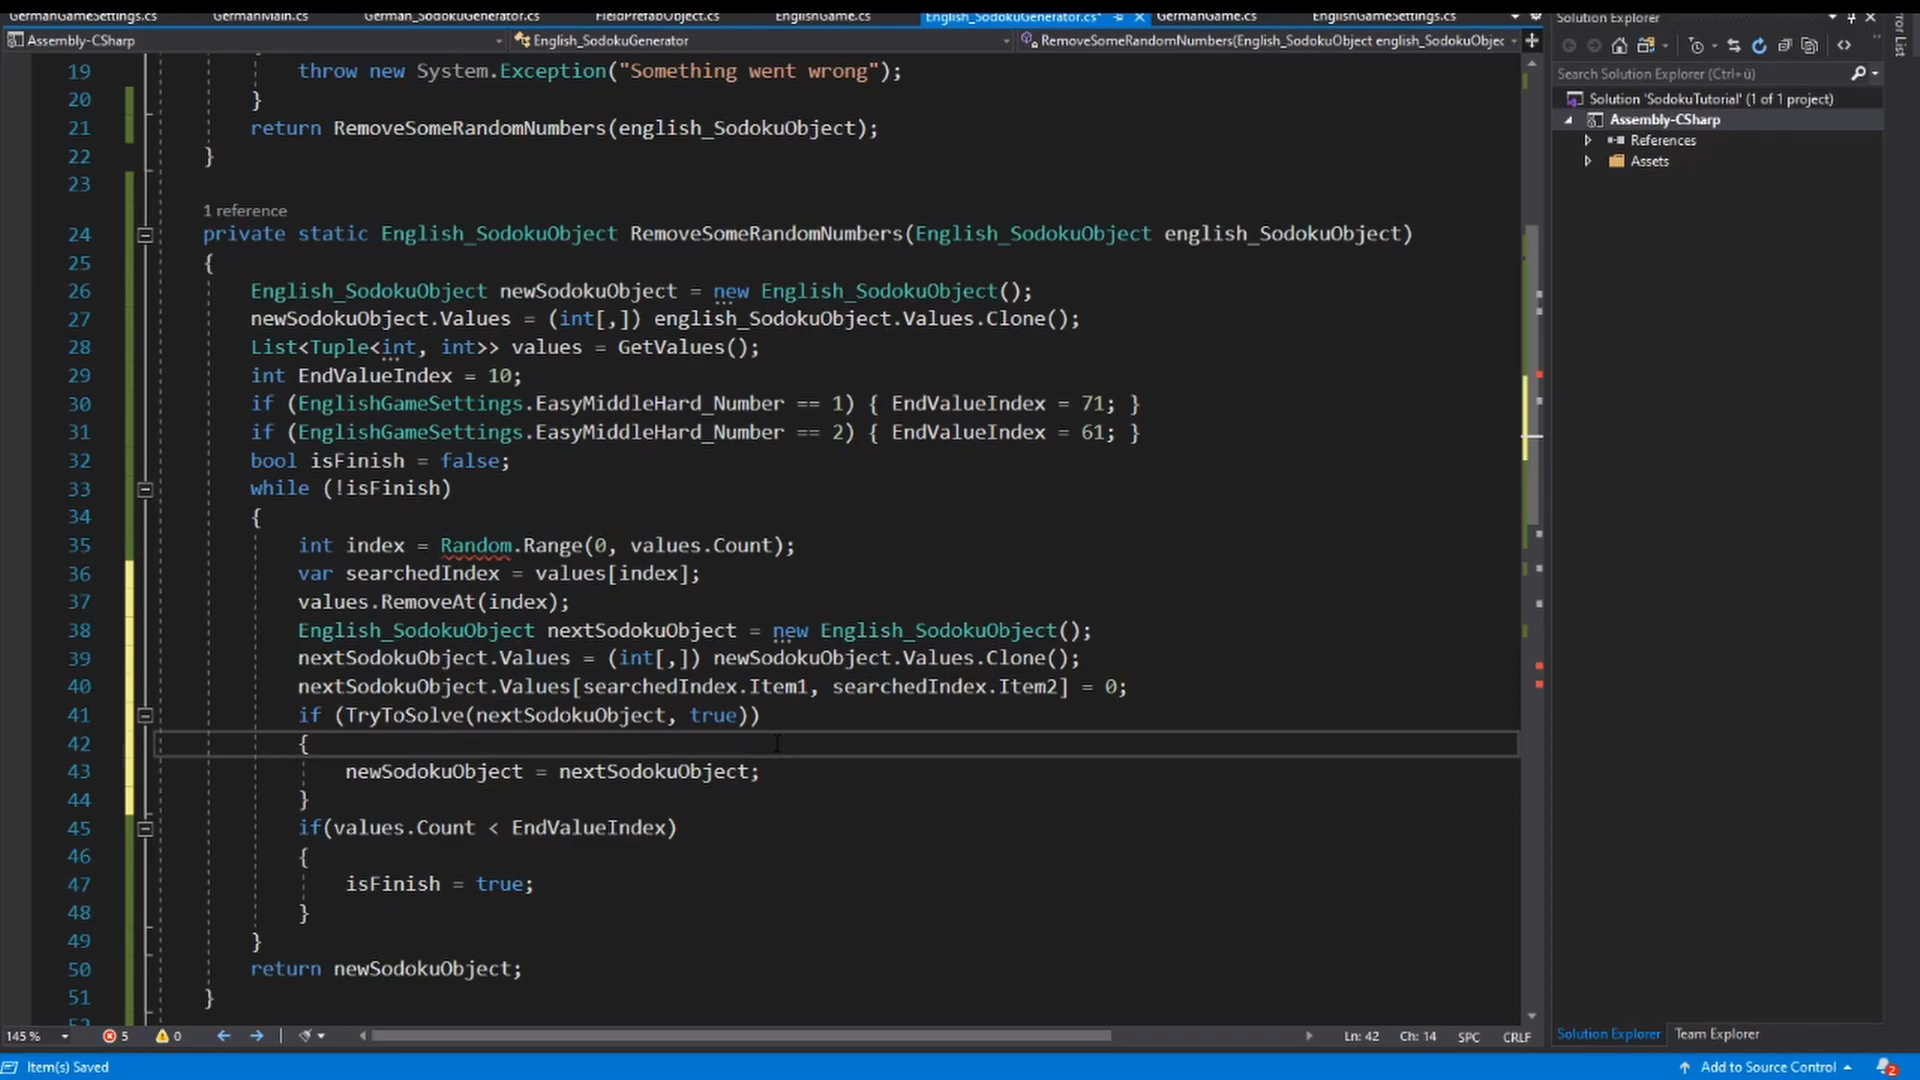 GermanGameSettings.cs GermanMain.cs German_SodokuGenerator.cs FieldPrefabObject.cs EnglishGame.cs English_SodokuGenerator.cs* GermanGame.cs EnglishGameSettings.cs
Solution Explorer
Error List
Assembly-CSharp English_SodokuGenerator RemoveSomeRandomNumbers(English_SodokuObject english_SodokuObjec
Search Solution Explorer (Ctrl+ü)
Solution 'SodokuTutorial' (1 of 1 project)
Assembly-CSharp
References
Assets
19 throw new System.Exception("Something went wrong");
20 }
21 return RemoveSomeRandomNumbers(english_SodokuObject);
22 }
23
1 reference
24 private static English_SodokuObject RemoveSomeRandomNumbers(English_SodokuObject english_SodokuObject)
25 {
26 English_SodokuObject newSodokuObject = new English_SodokuObject();
27 newSodokuObject.Values = (int[,]) english_SodokuObject.Values.Clone();
28 List<Tuple<int, int>> values = GetValues();
29 int EndValueIndex = 10;
30 if (EnglishGameSettings.EasyMiddleHard_Number == 1) { EndValueIndex = 71; }
31 if (EnglishGameSettings.EasyMiddleHard_Number == 2) { EndValueIndex = 61; }
32 bool isFinish = false;
33 while (!isFinish)
34 {
35 int index = Random.Range(0, values.Count);
36 var searchedIndex = values[index];
37 values.RemoveAt(index);
38 English_SodokuObject nextSodokuObject = new English_SodokuObject();
39 nextSodokuObject.Values = (int[,]) newSodokuObject.Values.Clone();
40 nextSodokuObject.Values[searchedIndex.Item1, searchedIndex.Item2] = 0;
41 if (TryToSolve(nextSodokuObject, true))
42 {
43 newSodokuObject = nextSodokuObject;
44 }
45 if(values.Count < EndValueIndex)
46 {
47 isFinish = true;
48 }
49 }
50 return newSodokuObject;
51 }
145 % 5 0 Ln: 42 Ch: 14 SPC CRLF
Solution Explorer Team Explorer
Item(s) Saved Add to Source Control 2